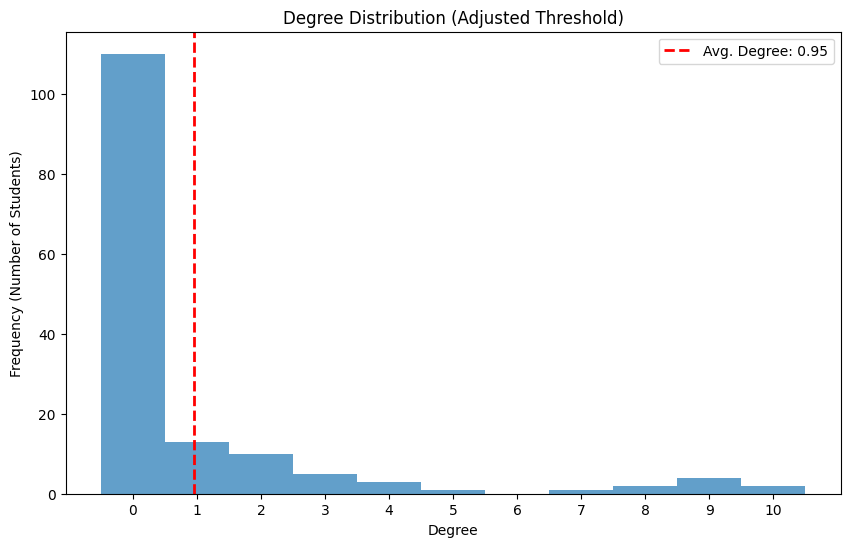 Degree Distribution (Adjusted Threshold)
Avg. Degree: 0.95
Frequency (Number of Students)
100
80
60
40
20
0
0 1 2 3 4 5 6 7 8 9 10
Degree